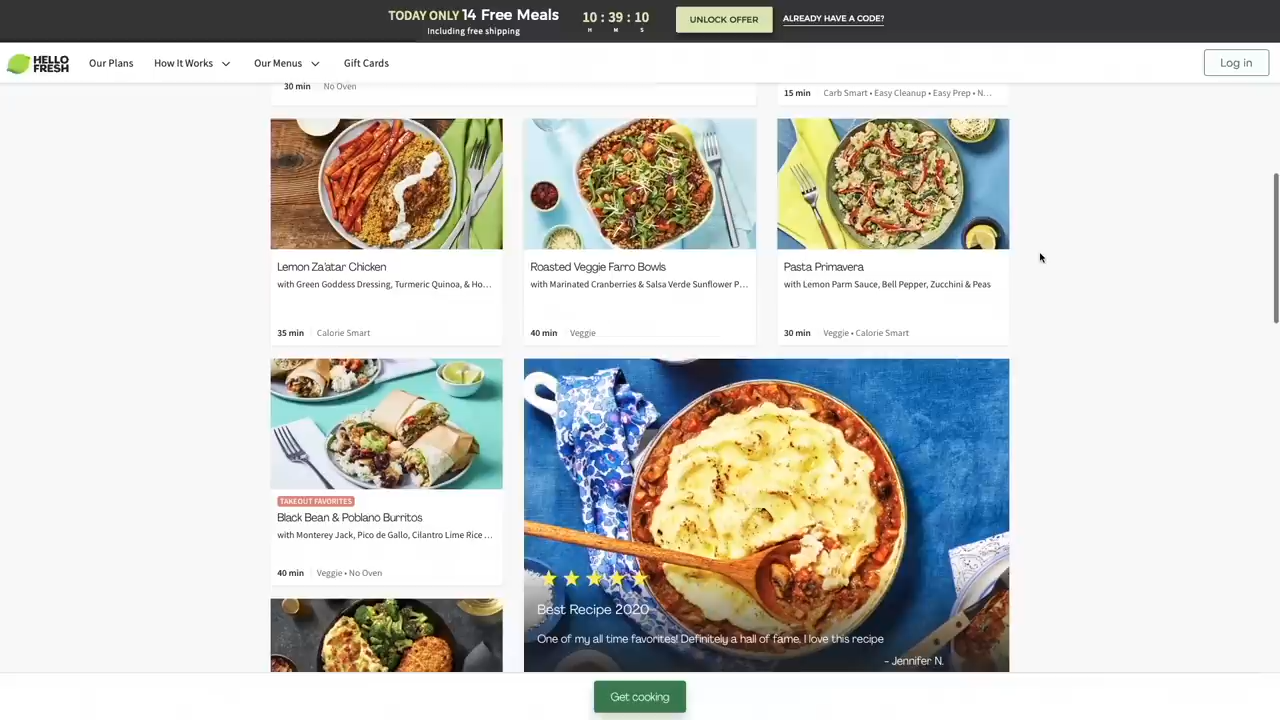 TODAY ONLY 14 Free Meals
Including free shipping
10 : 39 : 10
H M S
UNLOCK OFFER
ALREADY HAVE A CODE?
HELLO
FRESH
Our Plans
How It Works
Our Menus
Gift Cards
Log in
30 min No Oven
15 min Carb Smart • Easy Cleanup • Easy Prep • N...
Lemon Za'atar Chicken
with Green Goddess Dressing, Turmeric Quinoa, & Ho...
35 min Calorie Smart
Roasted Veggie Farro Bowls
with Marinated Cranberries & Salsa Verde Sunflower P...
40 min Veggie
Pasta Primavera
with Lemon Parm Sauce, Bell Pepper, Zucchini & Peas
30 min Veggie • Calorie Smart
TAKEOUT FAVORITES
Black Bean & Poblano Burritos
with Monterey Jack, Pico de Gallo, Cilantro Lime Rice ...
40 min Veggie • No Oven
Best Recipe 2020
One of my all time favorites! Definitely a hall of fame. I love this recipe
- Jennifer N.
Get cooking